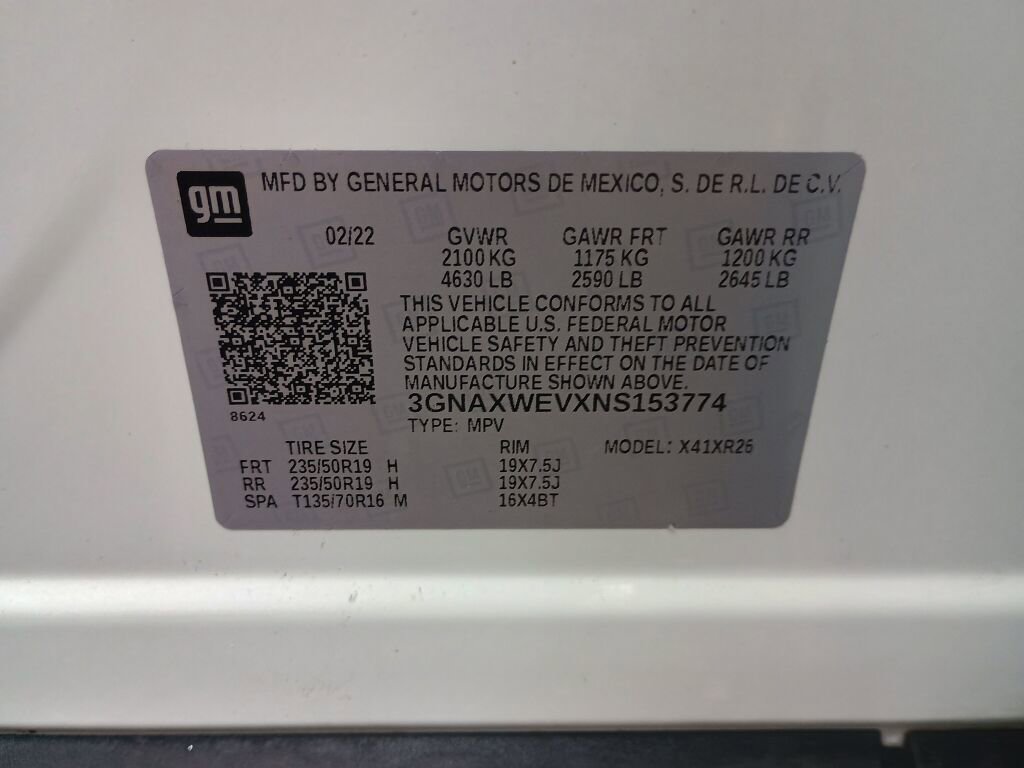 gm MFD BY GENERAL MOTORS DE MEXICO, S. DE R.L. DE C.V.
02/22 GVWR GAWR FRT GAWR RR
2100 KG 1175 KG 1200 KG
4630 LB 2590 LB 2645 LB
THIS VEHICLE CONFORMS TO ALL
APPLICABLE U.S. FEDERAL MOTOR
VEHICLE SAFETY AND THEFT PREVENTION
STANDARDS IN EFFECT ON THE DATE OF
MANUFACTURE SHOWN ABOVE.
8624
3GNAXWEVXNS153774
TYPE: MPV
TIRE SIZE RIM MODEL: X41XR26
FRT 235/50R19 H 19X7.5J
RR 235/50R19 H 19X7.5J
SPA T135/70R16 M 16X4BT